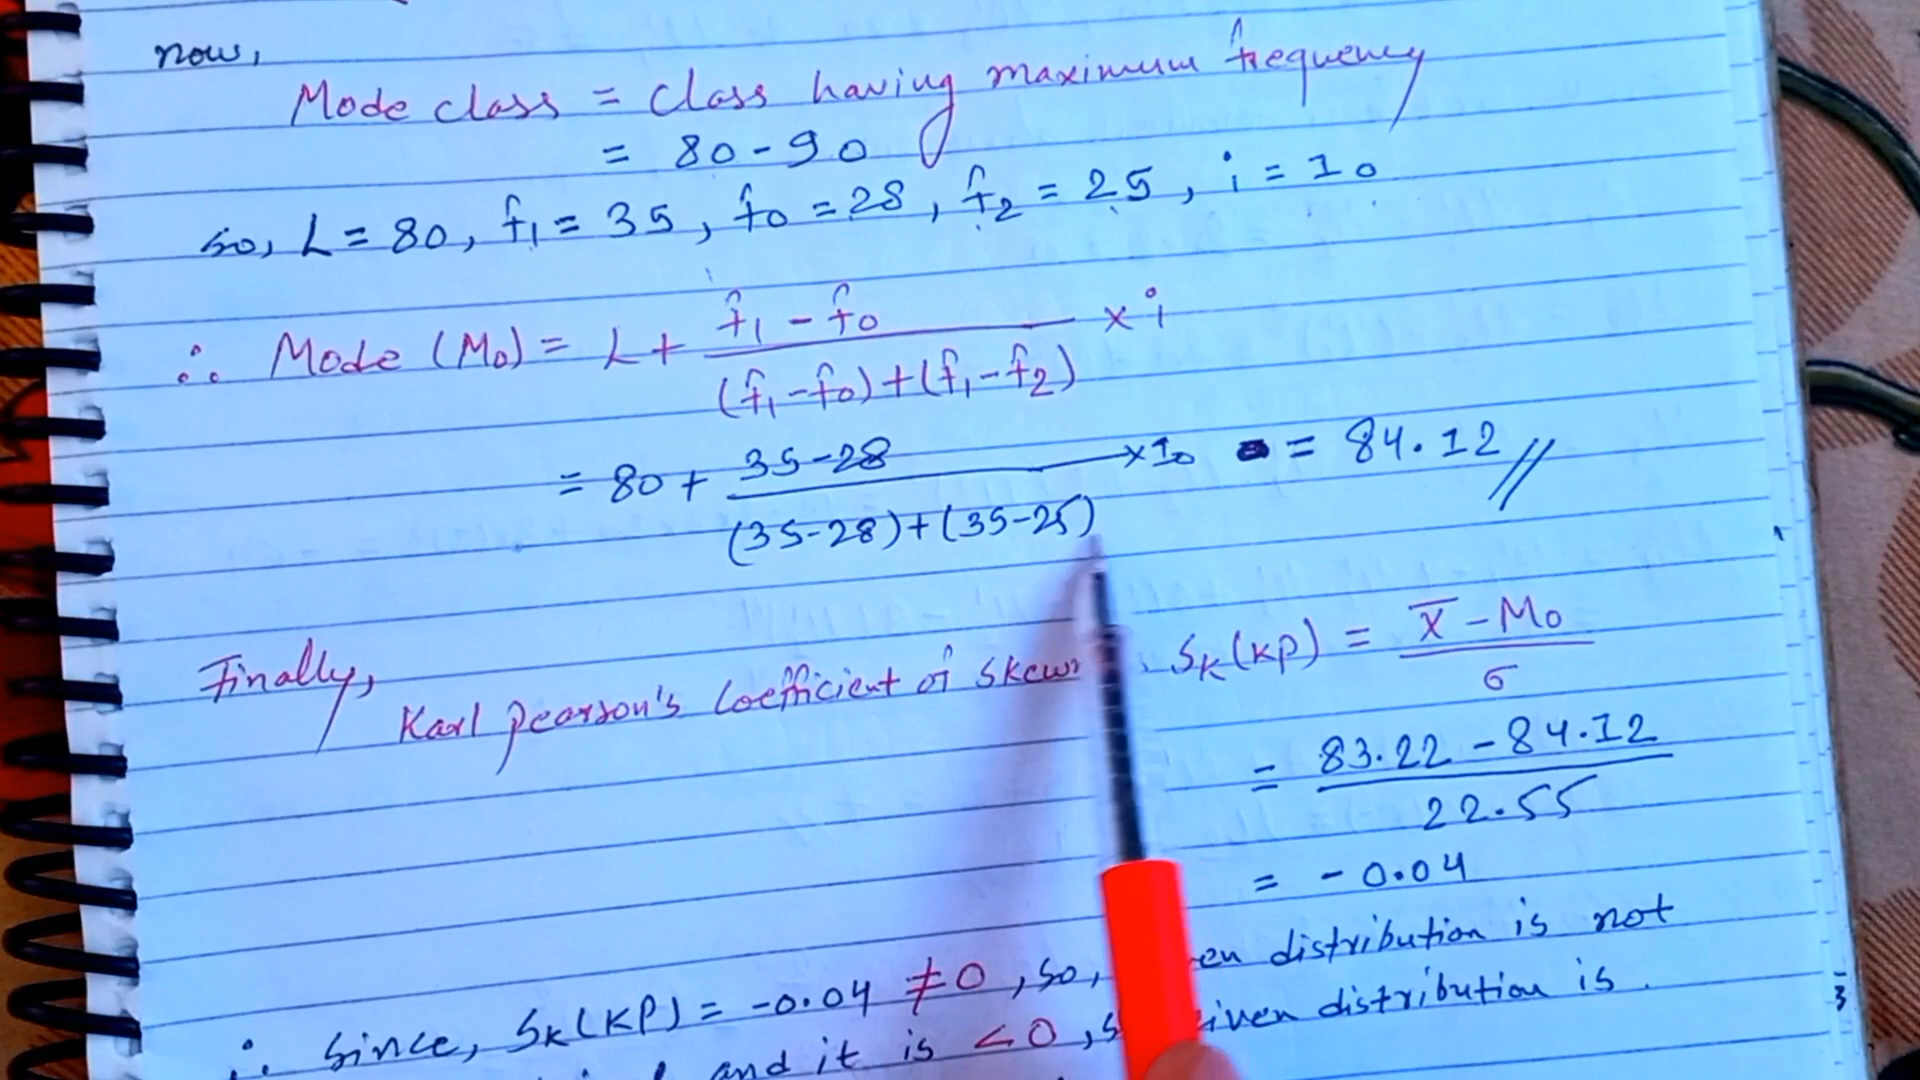 now,
Mode class = class having maximum frequency
= 80-90
so, L = 80, f₁ = 35, f₀ = 28, f₂ = 25, i = 10
∴ Mode (M₀) = L + (f₁ - f₀) / ((f₁-f₀)+(f₁-f₂)) × i
= 80 + (35-28) / ((35-28)+(35-25)) × 10 = 84.12 //
Finally,
Karl Pearson's Coefficient of Skew Sₖ(KP) = (X̄ - M₀) / σ
= (83.22 - 84.12) / 22.55
= - 0.04
∴ Since, Sₖ(KP) = -0.04 ≠ 0, so, en distribution is not
and it is < 0, s iven distribution is